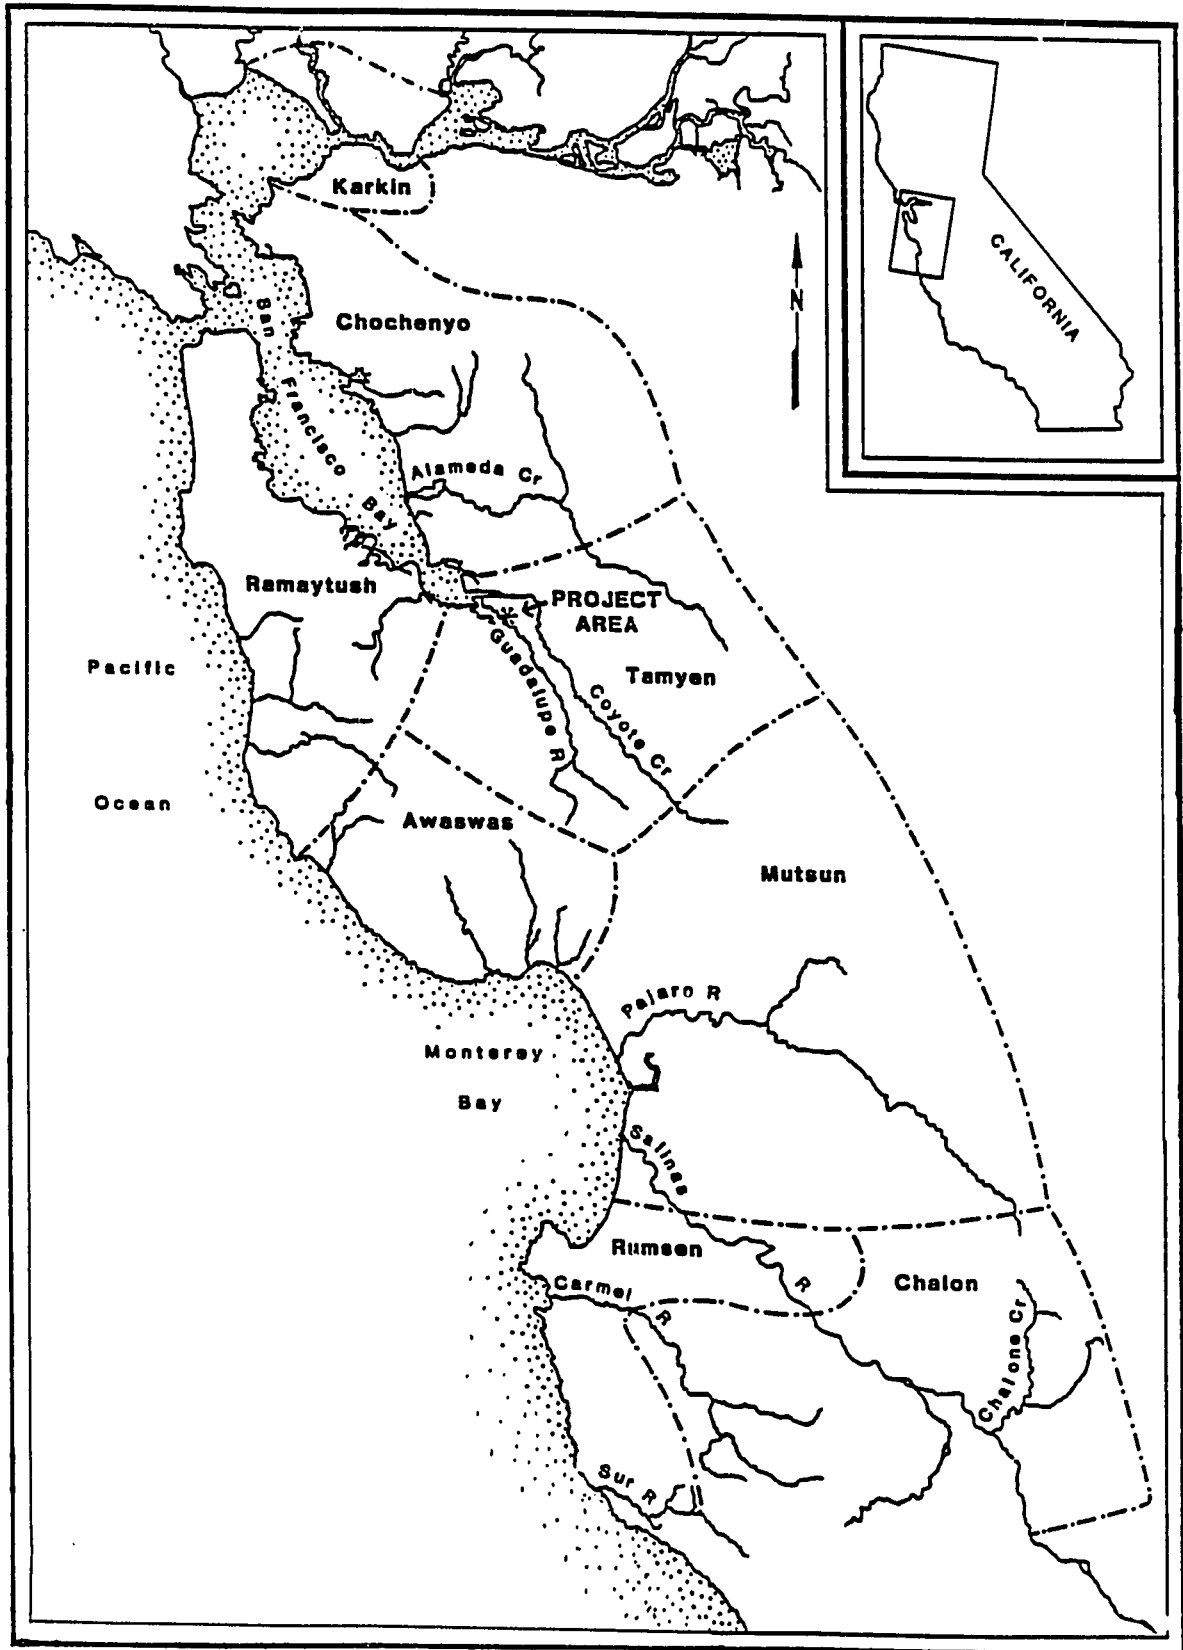 Karkin
CALIFORNIA
N
San
Francisco
Bay
Chochenyo
Alameda Cr
Ramaytush
PROJECT
AREA
Guadalupe R
Coyote Cr
Tamyen
Pacific
Ocean
Awaswas
Mutsun
Pajaro R
Monterey
Bay
Salinas
R
Rumsen
Chalon
Carmel
R
Chalone Cr
Sur R